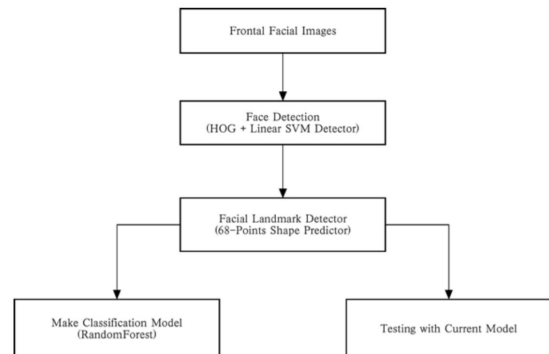 Frontal Facial Images
Face Detection
(HOG + Linear SVM Detector)
Facial Landmark Detector
(68-Points Shape Predictor)
Make Classification Model
(RandomForest)
Testing with Current Model